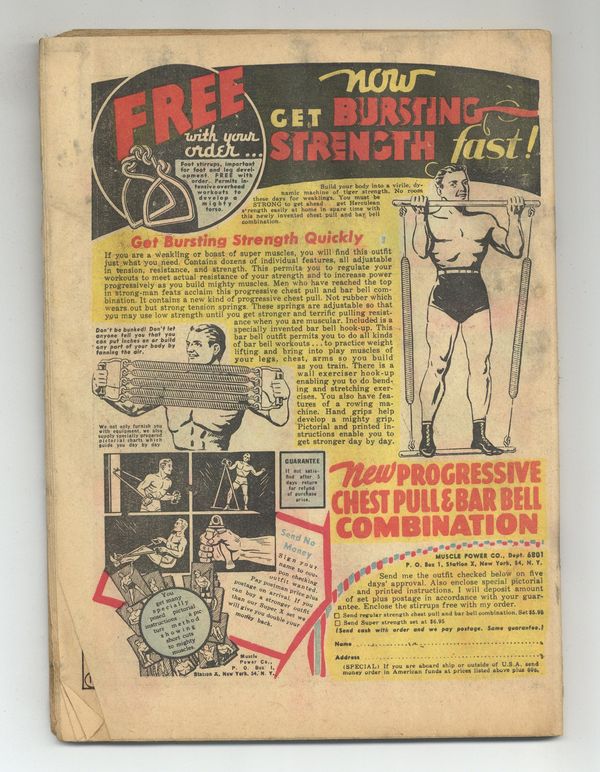 FREE
with your
order...
Foot stirrups, important
for foot and leg devel-
opment. FREE with
order. Permits in-
tensive overhead
workouts to
develop a
mighty
torso.
now
GET BURSTING
STRENGTH fast!
Build your body into a virile, dy-
namic machine of tiger strength. No room
these days for weaklings. You must be
STRONG to get ahead . . . get Herculean
strength easily at home in spare time with
this newly invented chest pull and bar bell
combination.
Get Bursting Strength Quickly
If you are a weakling or boast of super muscles, you will find this outfit
just what you need. Contains dozens of individual features, all adjustable
in tension, resistance, and strength. This permits you to regulate your
workouts to meet actual resistance of your strength and to increase power
progressively as you build mighty muscles. Men who have reached the top
in strong-man feats acclaim this progressive chest pull and bar bell com-
bination. It contains a new kind of progressive chest pull. Not rubber which
wears out but strong tension springs. These springs are adjustable so that
you may use low strength until you get stronger and terrific pulling resist-
ance when you are muscular. Included is a
specially invented bar bell hook-up. This
bar bell outfit permits you to do all kinds
of bar bell workouts . . . to practice weight
lifting and bring into play muscles of
your legs, chest, arms so you build
as you train. There is a
wall exerciser hook-up
enabling you to do bend-
ing and stretching exer-
cises. You also have fea-
tures of a rowing ma-
chine. Hand grips help
develop a mighty grip.
Pictorial and printed in-
structions enable you to
get stronger day by day.
Don't be bunked! Don't let
anyone tell you that you
can put inches on or build
any part of your body by
fanning the air.
We not only furnish you
with equipment, we also
supply specially prepared
pictorial charts which
guide you day by day
GUARANTEE
If not satis-
fied after 5
days return
for refund
of purchase
price.
Send No
Money
Sign your
name to cou-
pon checking
outfit wanted.
Pay postman price plus
postage on arrival. If you
can buy a stronger outfit
than our Super X set we
will give you double your
money back.
Muscle
Power Co.,
P. O. Box 1,
Station X, New York, 54, N. Y.
You
get many
specially
posed pictorial
instructions a pic
ture method
showing
short cuts
to mighty
muscles.
New PROGRESSIVE
CHEST PULL & BAR BELL
COMBINATION
MUSCLE POWER CO., Dept. 6801
P. O. Box 1, Station X, New York, 54, N. Y.
Send me the outfit checked below on five
days' approval. Also enclose special pictorial
and printed instructions. I will deposit amount
of set plus postage in accordance with your guar-
antee. Enclose the stirrups free with my order.
☐ Send regular strength chest pull and bar bell combination. Set $5.98
☐ Send Super strength set at $6.95
(Send cash with order and we pay postage. Same guarantee.)
Name
Address
(SPECIAL) If you are aboard ship or outside of U.S.A. send
money order in American funds at prices listed above plus 60¢.